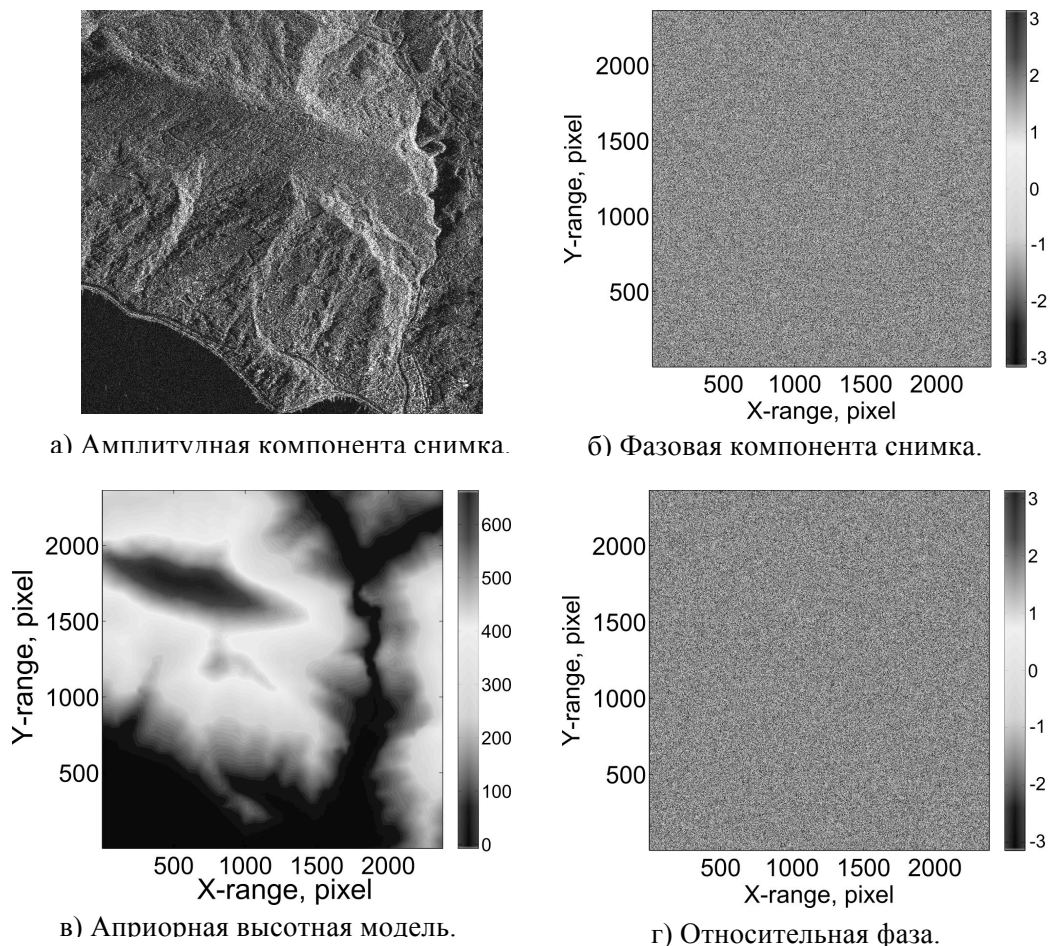 3
2
1
0
-1
-2
-3
2000
1500
1000
500
Y-range, pixel
500 1000 1500 2000
X-range, pixel
а) Амплитудная компонента снимка.
б) Фазовая компонента снимка.
600
500
400
300
200
100
0
2000
1500
1000
500
Y-range, pixel
500 1000 1500 2000
X-range, pixel
3
2
1
0
-1
-2
-3
2000
1500
1000
500
Y-range, pixel
500 1000 1500 2000
X-range, pixel
в) Априорная высотная модель.
г) Относительная фаза.